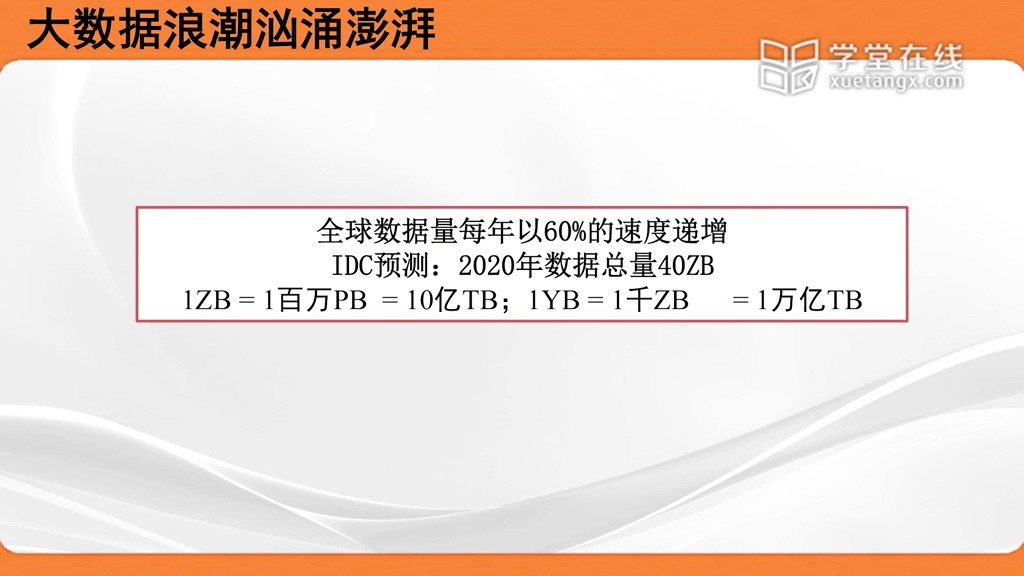 大数据浪潮汹涌澎湃
学堂在线
xuetangx.com
全球数据量每年以60%的速度递增
IDC预测：2020年数据总量40ZB
1ZB = 1百万PB = 10亿TB；1YB = 1千ZB = 1万亿TB